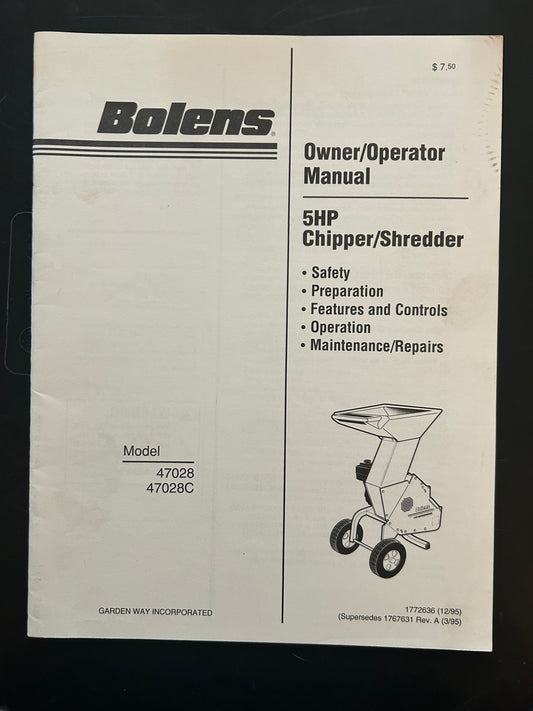 $ 7.50
Bolens®
Owner/Operator
Manual
5HP
Chipper/Shredder
• Safety
• Preparation
• Features and Controls
• Operation
• Maintenance/Repairs
Model
47028
47028C
Bolens
GARDEN WAY INCORPORATED
1772636 (12/95)
(Supersedes 1767631 Rev. A (3/95)